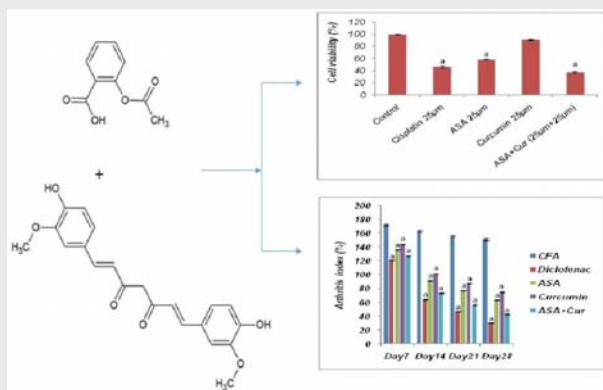 O
OH
O
O
CH₃
+
HO
H₃C
O
O
O
OH
O
CH₃
Cell viability (%)
120
100
80
60
40
20
0
a
a
a
Control
Cisplatin 25µm
ASA 25µm
Curcumin 25µm
ASA+Cur (25µm+25µm)
Arthritis index (%)
200
180
160
140
120
100
80
60
40
20
0
a
a
a
a
a
a
a
a
a
a
a
a
a
CFA
Diclofenac
ASA
Curcumin
ASA+Cur
Day7
Day14
Day21
Day28